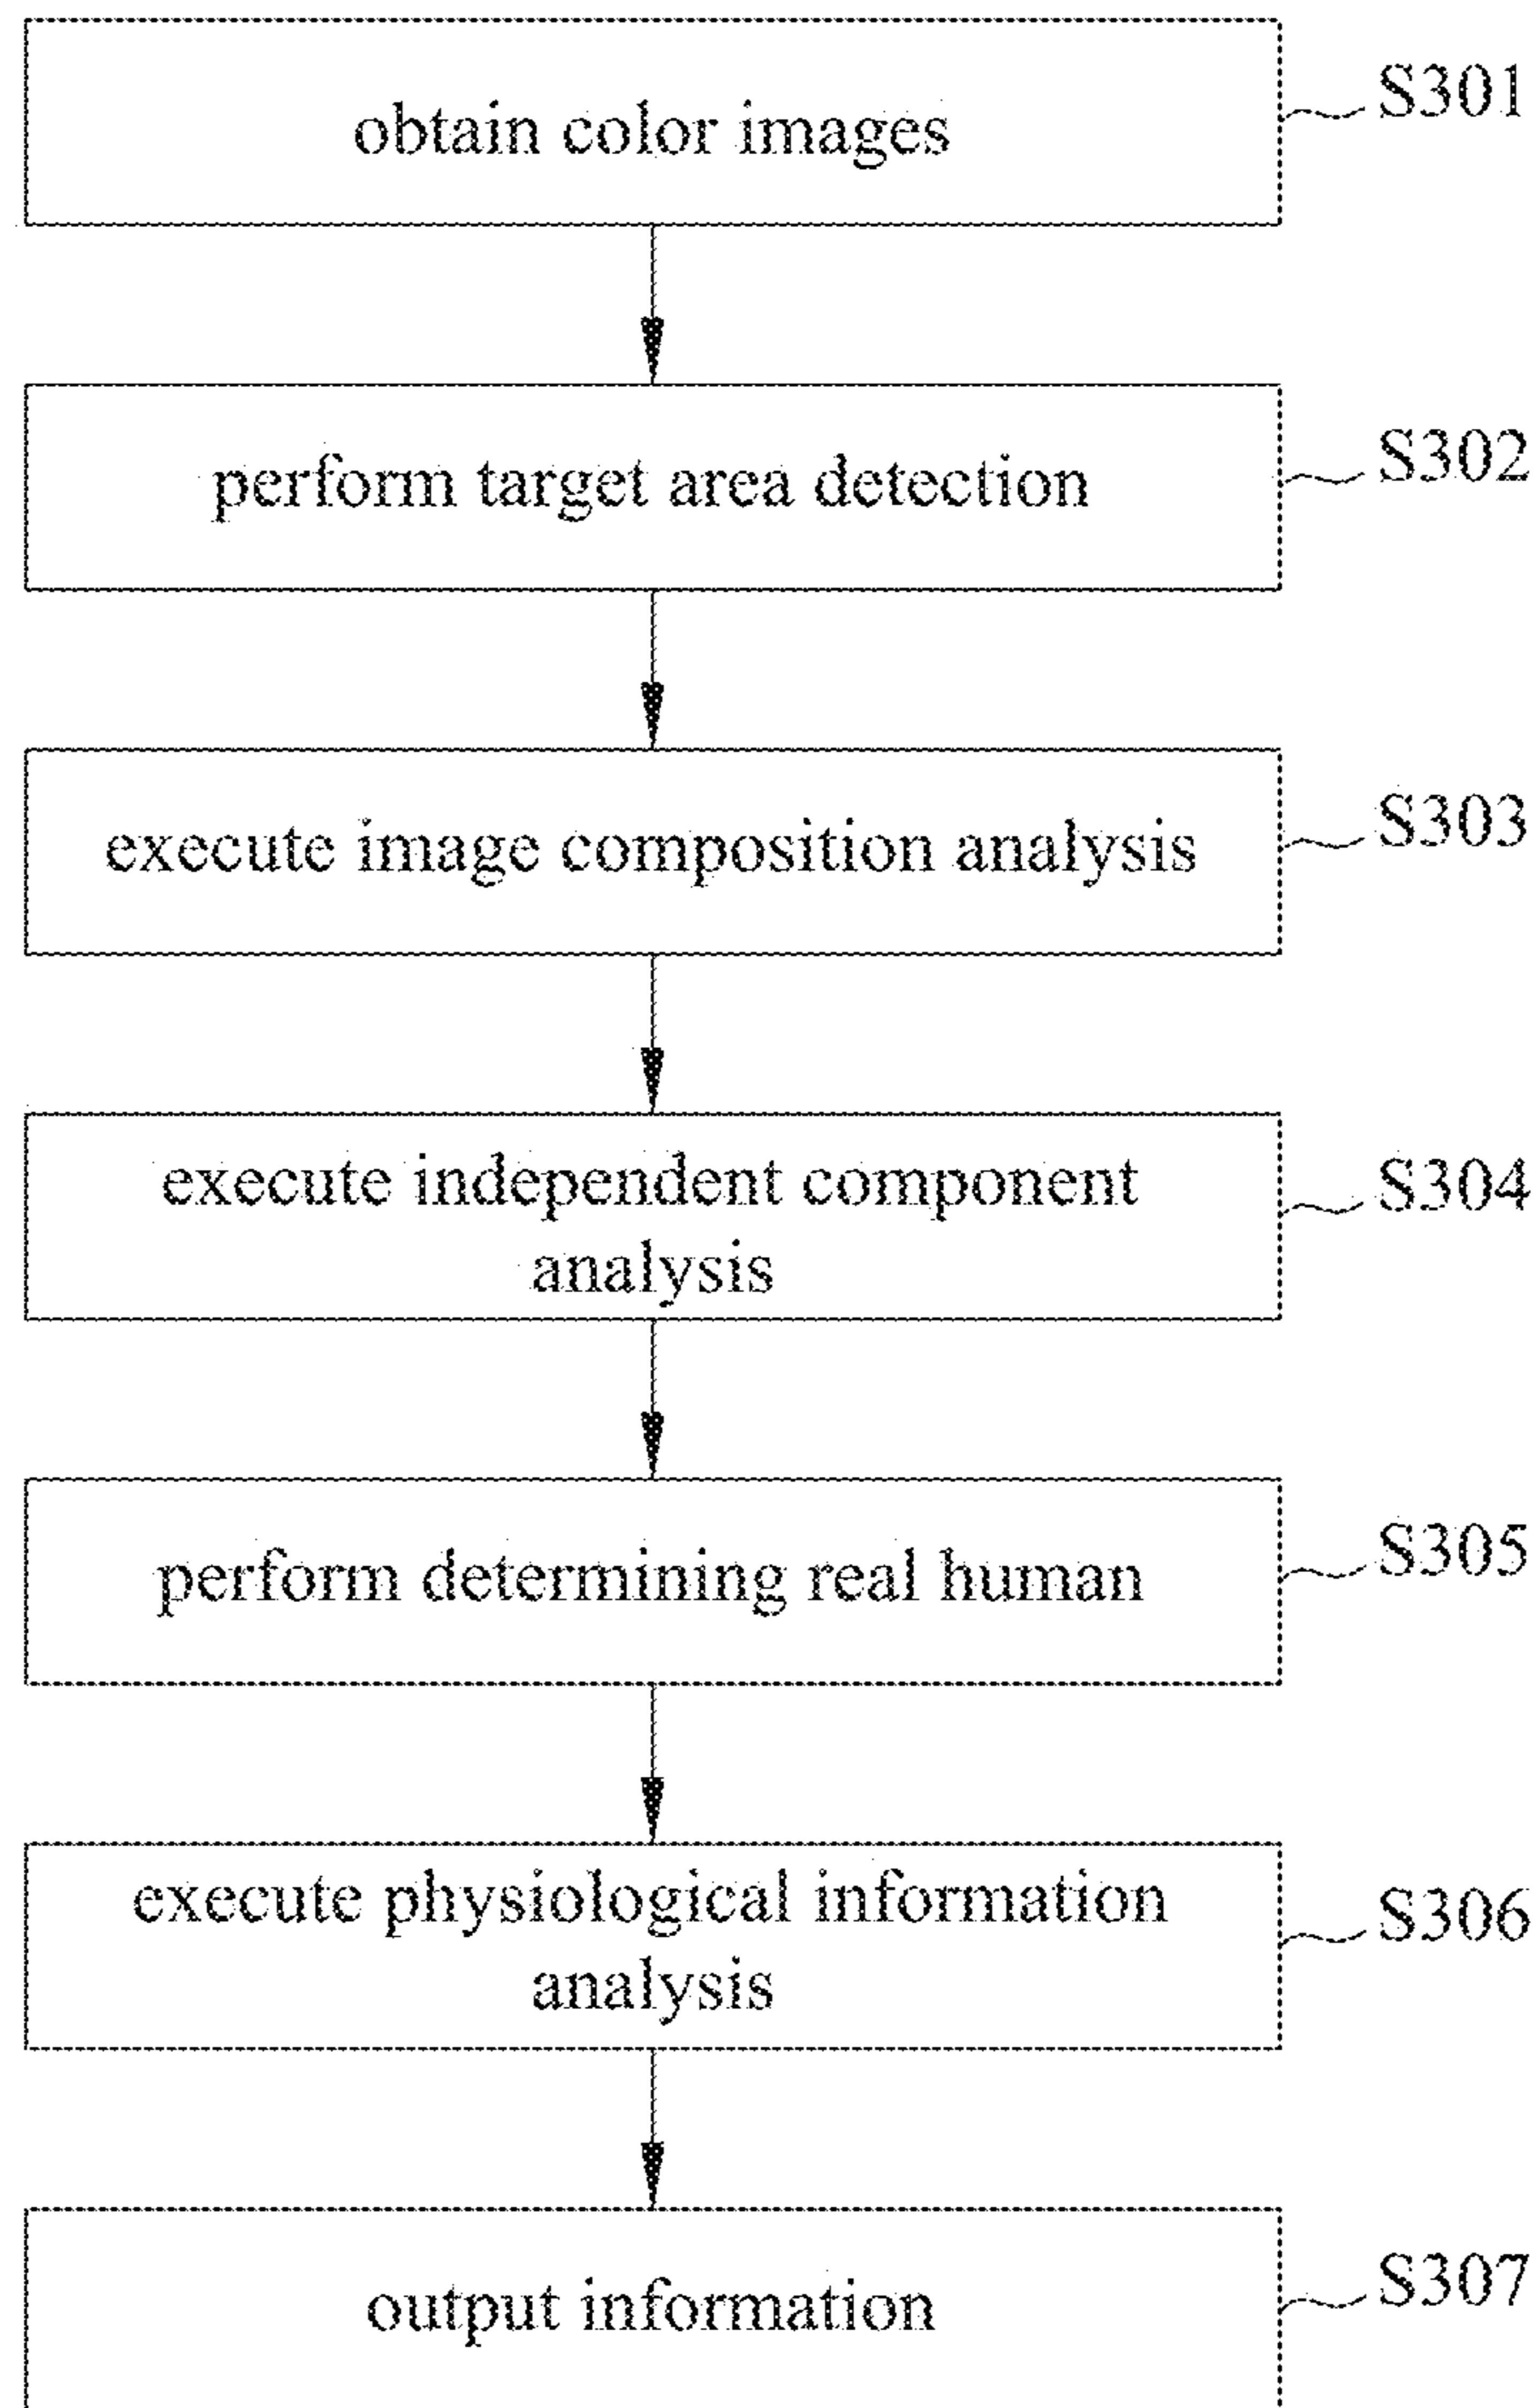 obtain color images
S301
perform target area detection
S302
execute image composition analysis
S303
execute independent component
analysis
S304
perform determining real human
S305
execute physiological information
analysis
S306
output information
S307